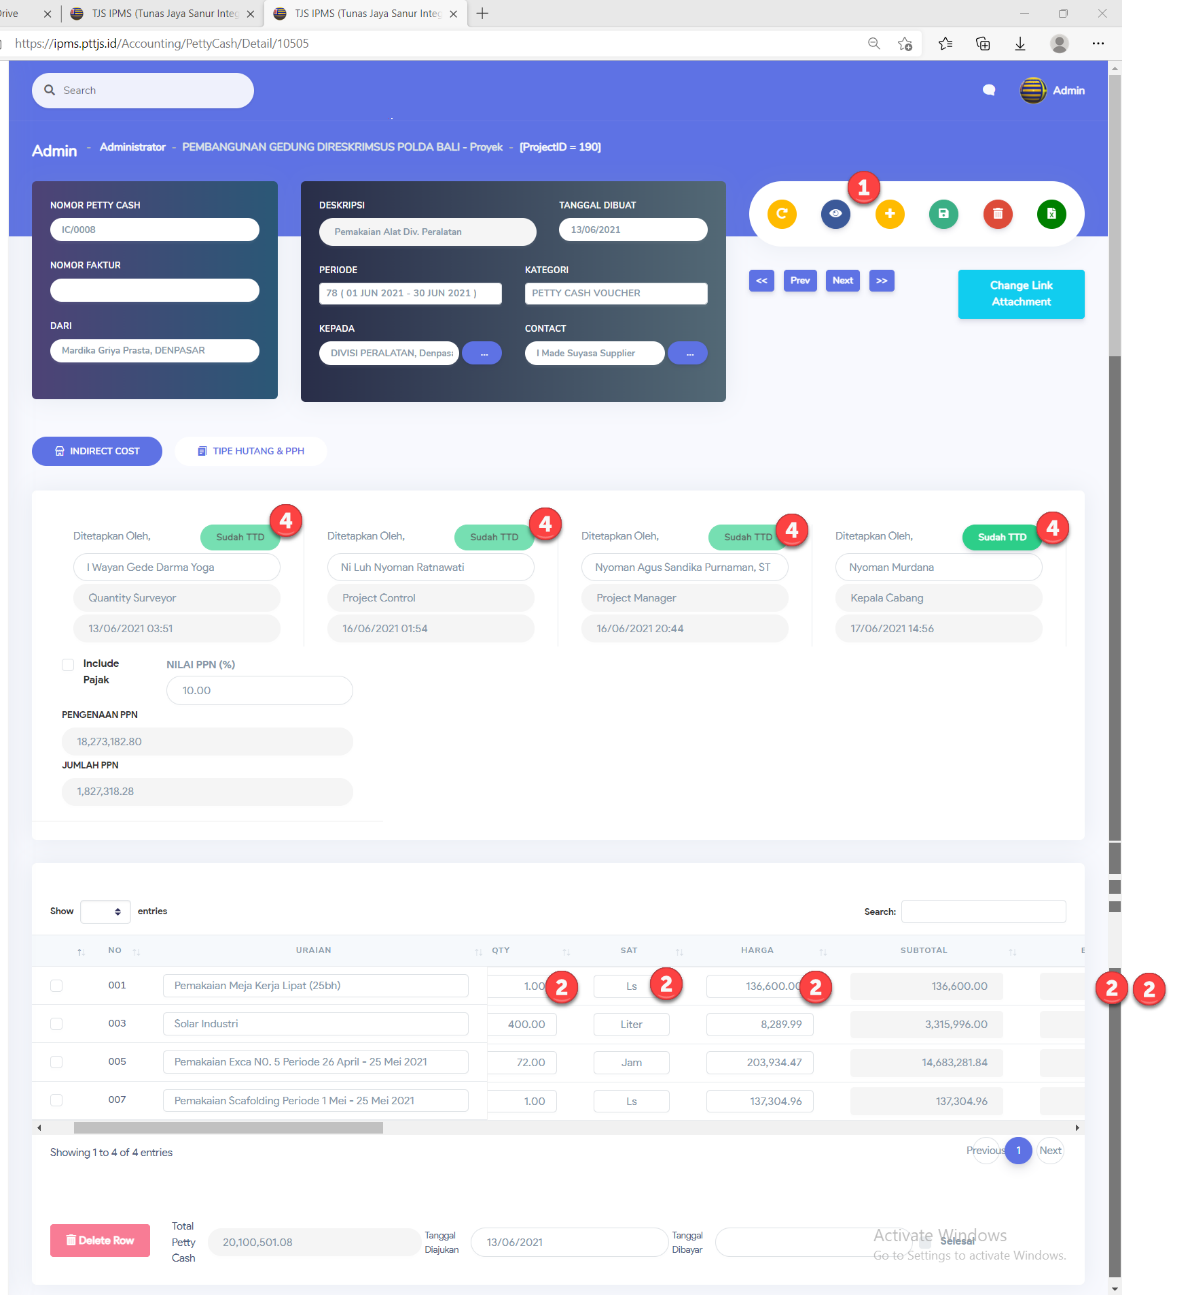 rive
TJS IPMS (Tunas Jaya Sanur Integ
TJS IPMS (Tunas Jaya Sanur Integ
https://ipms.pttjs.id/Accounting/PettyCash/Detail/10505
Search
Admin
Admin - Administrator - PEMBANGUNAN GEDUNG DIRESKRIMSUS POLDA BALI - Proyek - [ProjectID = 190]
NOMOR PETTY CASH
IC/0008
NOMOR FAKTUR
DARI
Mardika Griya Prasta, DENPASAR
DESKRIPSI
Pemakaian Alat Div. Peralatan
TANGGAL DIBUAT
13/06/2021
PERIODE
78 ( 01 JUN 2021 - 30 JUN 2021 )
KATEGORI
PETTY CASH VOUCHER
KEPADA
DIVISI PERALATAN, Denpasa
...
CONTACT
I Made Suyasa Supplier
...
1
<<
Prev
Next
>>
Change Link
Attachment
INDIRECT COST
TIPE HUTANG & PPH
Ditetapkan Oleh,
Sudah TTD
4
I Wayan Gede Darma Yoga
Quantity Surveyor
13/06/2021 03:51
Ditetapkan Oleh,
Sudah TTD
4
Ni Luh Nyoman Ratnawati
Project Control
16/06/2021 01:54
Ditetapkan Oleh,
Sudah TTD
4
Nyoman Agus Sandika Purnaman, ST
Project Manager
16/06/2021 20:44
Ditetapkan Oleh,
Sudah TTD
4
Nyoman Murdana
Kepala Cabang
17/06/2021 14:56
Include
Pajak
NILAI PPN (%)
10.00
PENGENAAN PPN
18,273,182.80
JUMLAH PPN
1,827,318.28
Show entries
Search:
NO URAIAN QTY SAT HARGA SUBTOTAL
001 Pemakaian Meja Kerja Lipat (25bh) 1.00 2 Ls 2 136,600.00 2 136,600.00 2 2
003 Solar Industri 400.00 Liter 8,289.99 3,315,996.00
005 Pemakaian Exca N0. 5 Periode 26 April - 25 Mei 2021 72.00 Jam 203,934.47 14,683,281.84
007 Pemakaian Scafolding Periode 1 Mei - 25 Mei 2021 1.00 Ls 137,304.96 137,304.96
Showing 1 to 4 of 4 entries
Previous 1 Next
Delete Row
Total
Petty
Cash
20,100,501.08
Tanggal
Diajukan
13/06/2021
Tanggal
Dibayar
Selesai
Activate Windows
Go to Settings to activate Windows.